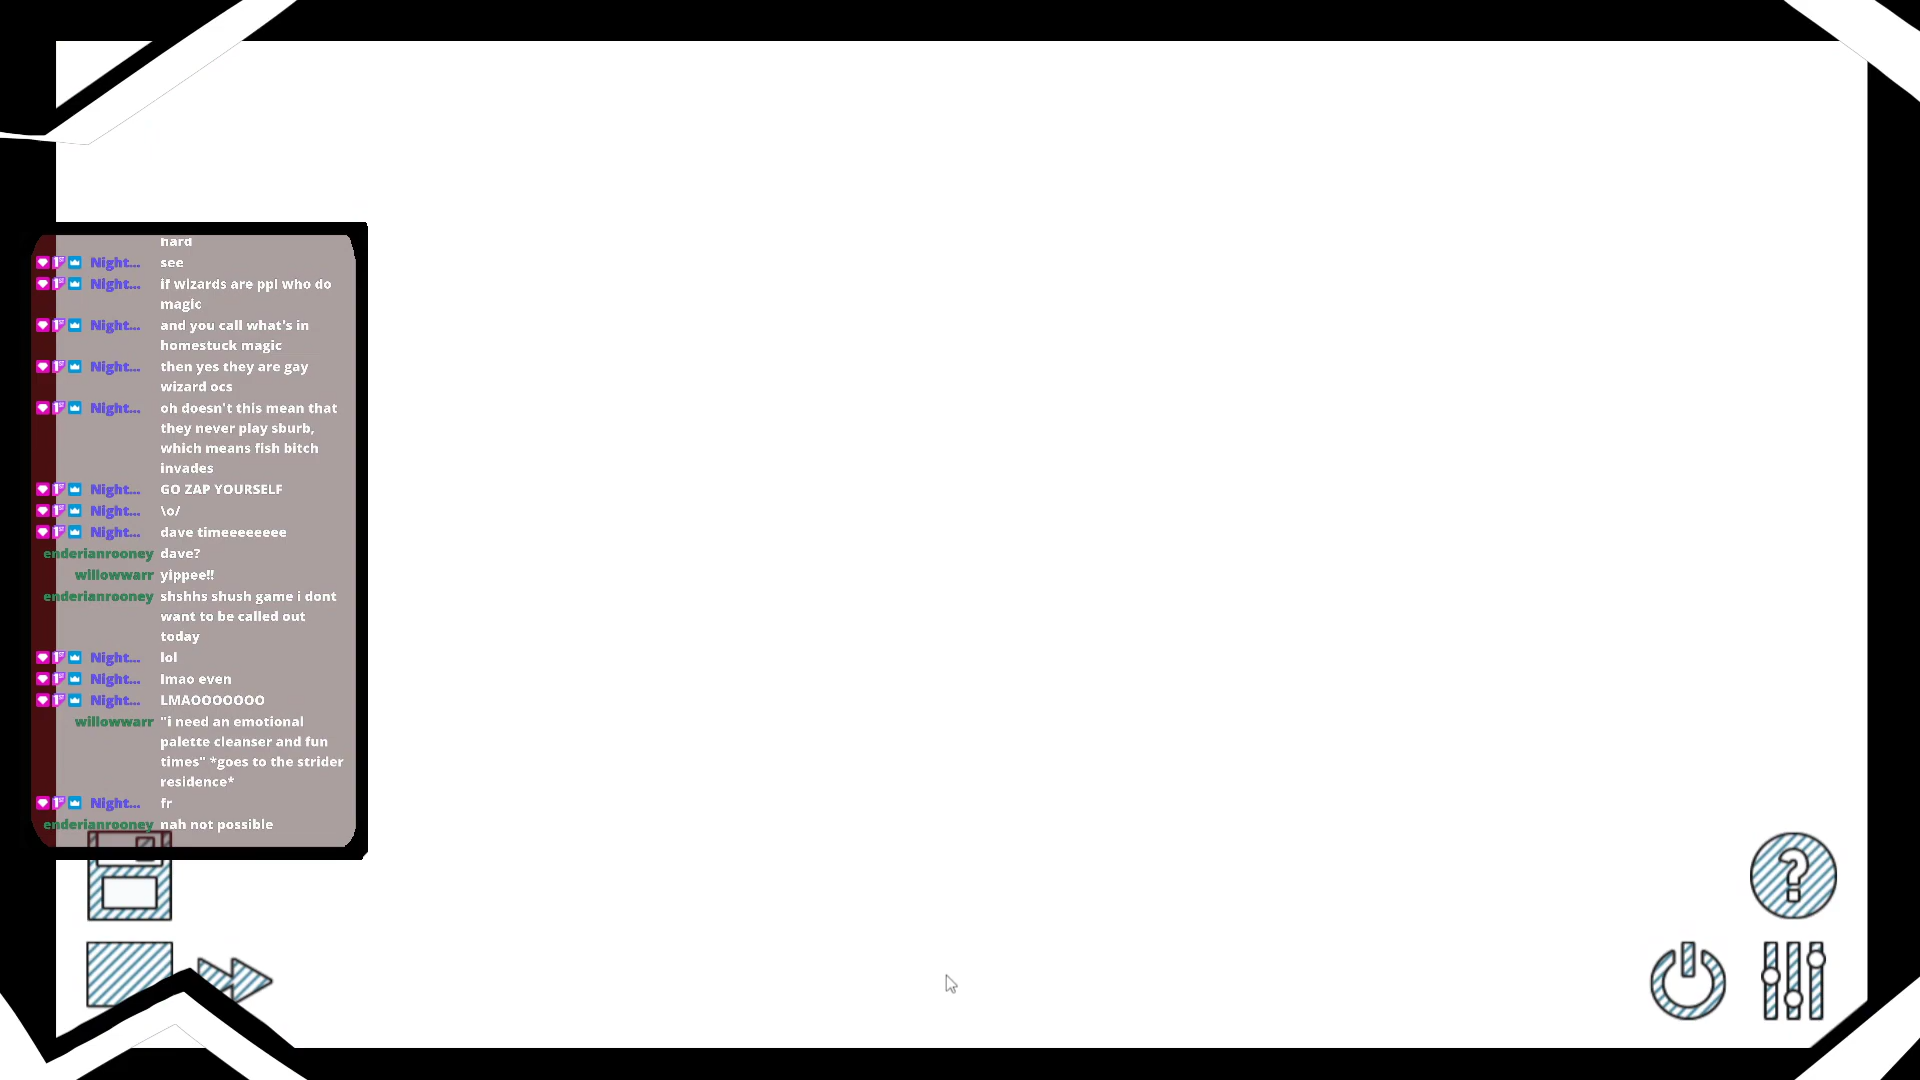 hard
Night... see
Night... if wizards are ppl who do
magic
Night... and you call what's in
homestuck magic
Night... then yes they are gay
wizard ocs
Night... oh doesn't this mean that
they never play sburb,
which means fish bitch
invades
Night... GO ZAP YOURSELF
Night... \o/
Night... dave timeeeeeeee
enderianrooney dave?
willowwarr yippee!!
enderianrooney shshhs shush game i dont
want to be called out
today
Night... lol
Night... lmao even
Night... LMAOOOOOOO
willowwarr "i need an emotional
palette cleanser and fun
times" *goes to the strider
residence*
Night... fr
enderianrooney nah not possible
?